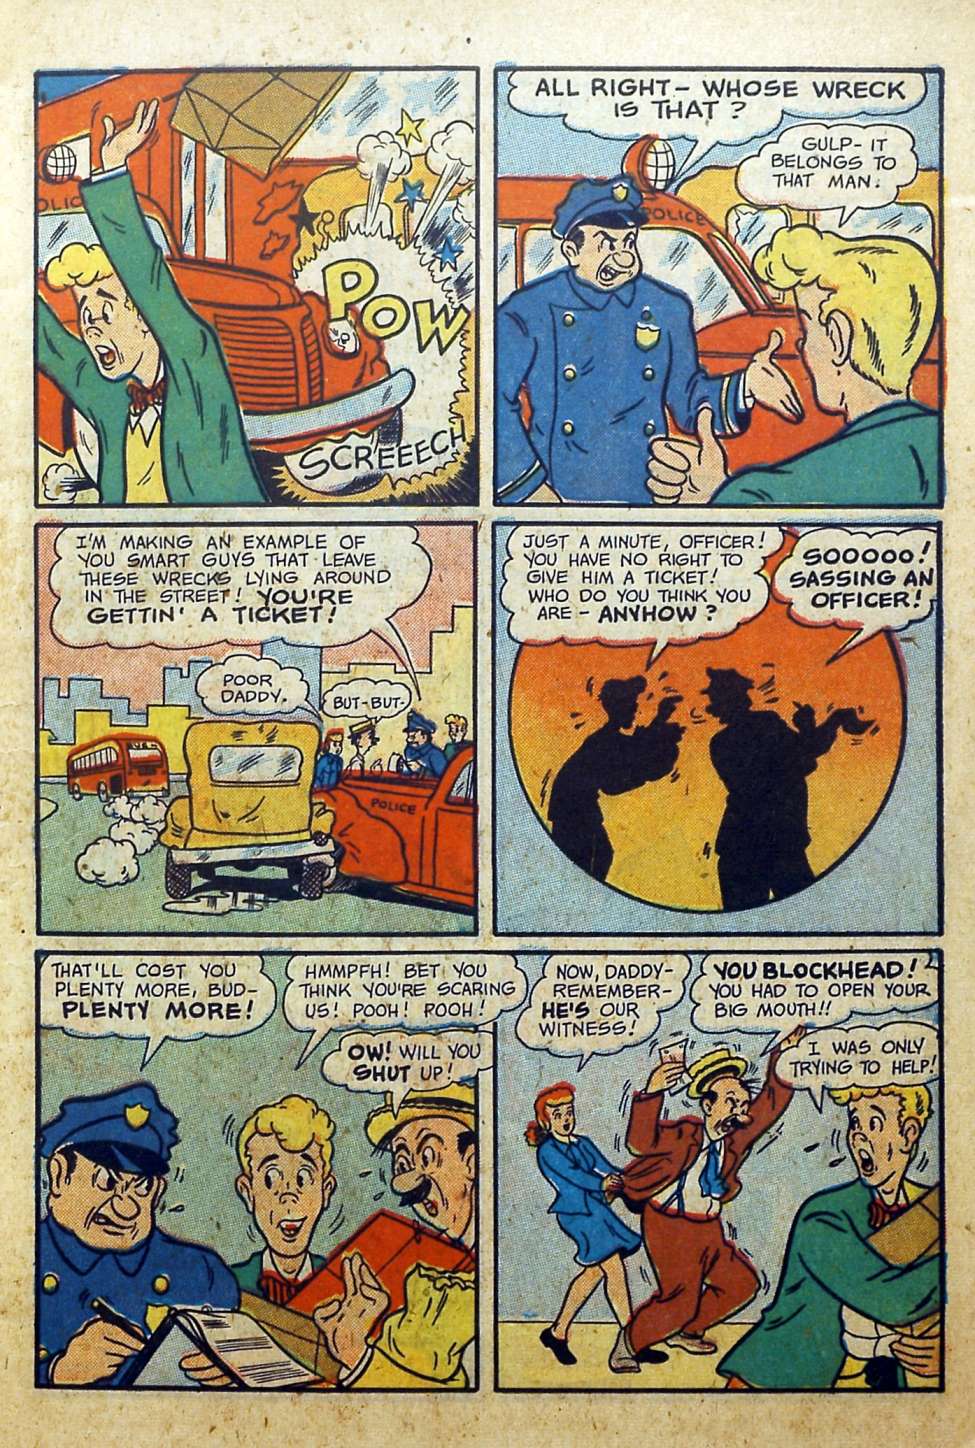 POLICE
POW
SCREEECH
ALL RIGHT - WHOSE WRECK
IS THAT?
GULP - IT
BELONGS TO
THAT MAN.
POLICE
I'M MAKING AN EXAMPLE OF
YOU SMART GUYS THAT LEAVE
THESE WRECKS LYING AROUND
IN THE STREET! YOU'RE
GETTIN' A TICKET!
POOR
DADDY.
BUT-BUT-
POLICE
JUST A MINUTE, OFFICER!
YOU HAVE NO RIGHT TO
GIVE HIM A TICKET!
WHO DO YOU THINK YOU
ARE - ANYHOW?
SOOOOO!
SASSING AN
OFFICER!
THAT'LL COST YOU
PLENTY MORE, BUD-
PLENTY MORE!
HMMPFH! BET YOU
THINK YOU'RE SCARING
US! POOH! POOH!
OW! WILL YOU
SHUT UP!
NOW, DADDY-
REMEMBER-
HE'S OUR
WITNESS!
YOU BLOCKHEAD!
YOU HAD TO OPEN YOUR
BIG MOUTH!!
I WAS ONLY
TRYING TO HELP!